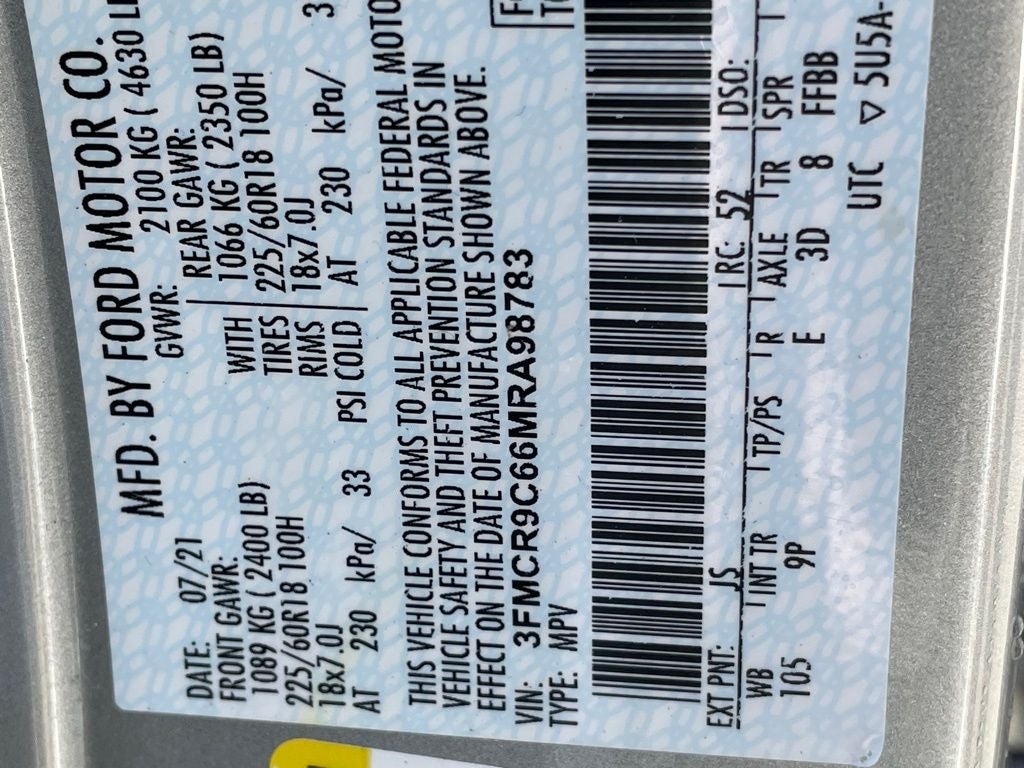 MFD. BY FORD MOTOR CO.
DATE: 07/21 GVWR: 2100 KG ( 4630 L
FRONT GAWR: REAR GAWR:
1089 KG ( 2400 LB) WITH 1066 KG ( 2350 LB)
225/60R18 100H TIRES 225/60R18 100H
18x7.0J RIMS 18x7.0J
AT 230 kPa/ 33 PSI COLD AT 230 kPa/ 3
THIS VEHICLE CONFORMS TO ALL APPLICABLE FEDERAL MOTO
VEHICLE SAFETY AND THEFT PREVENTION STANDARDS IN
EFFECT ON THE DATE OF MANUFACTURE SHOWN ABOVE.
VIN: 3FMCR9C66MRA98783
TYPE: MPV
EXT PNT: JS RC: 52 DSO:
WB INT TR TP/PS R AXLE TR SPR
105 9P E 3D 8 FFBB
UTC ▽ 5U5A-